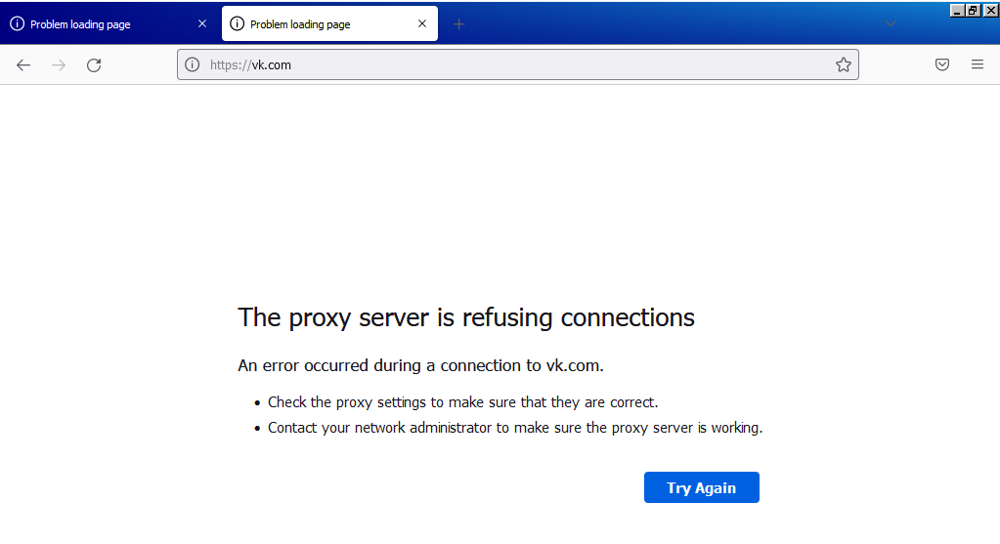 Problem loading page
Problem loading page
https://vk.com
The proxy server is refusing connections
An error occurred during a connection to vk.com.
• Check the proxy settings to make sure that they are correct.
• Contact your network administrator to make sure the proxy server is working.
Try Again